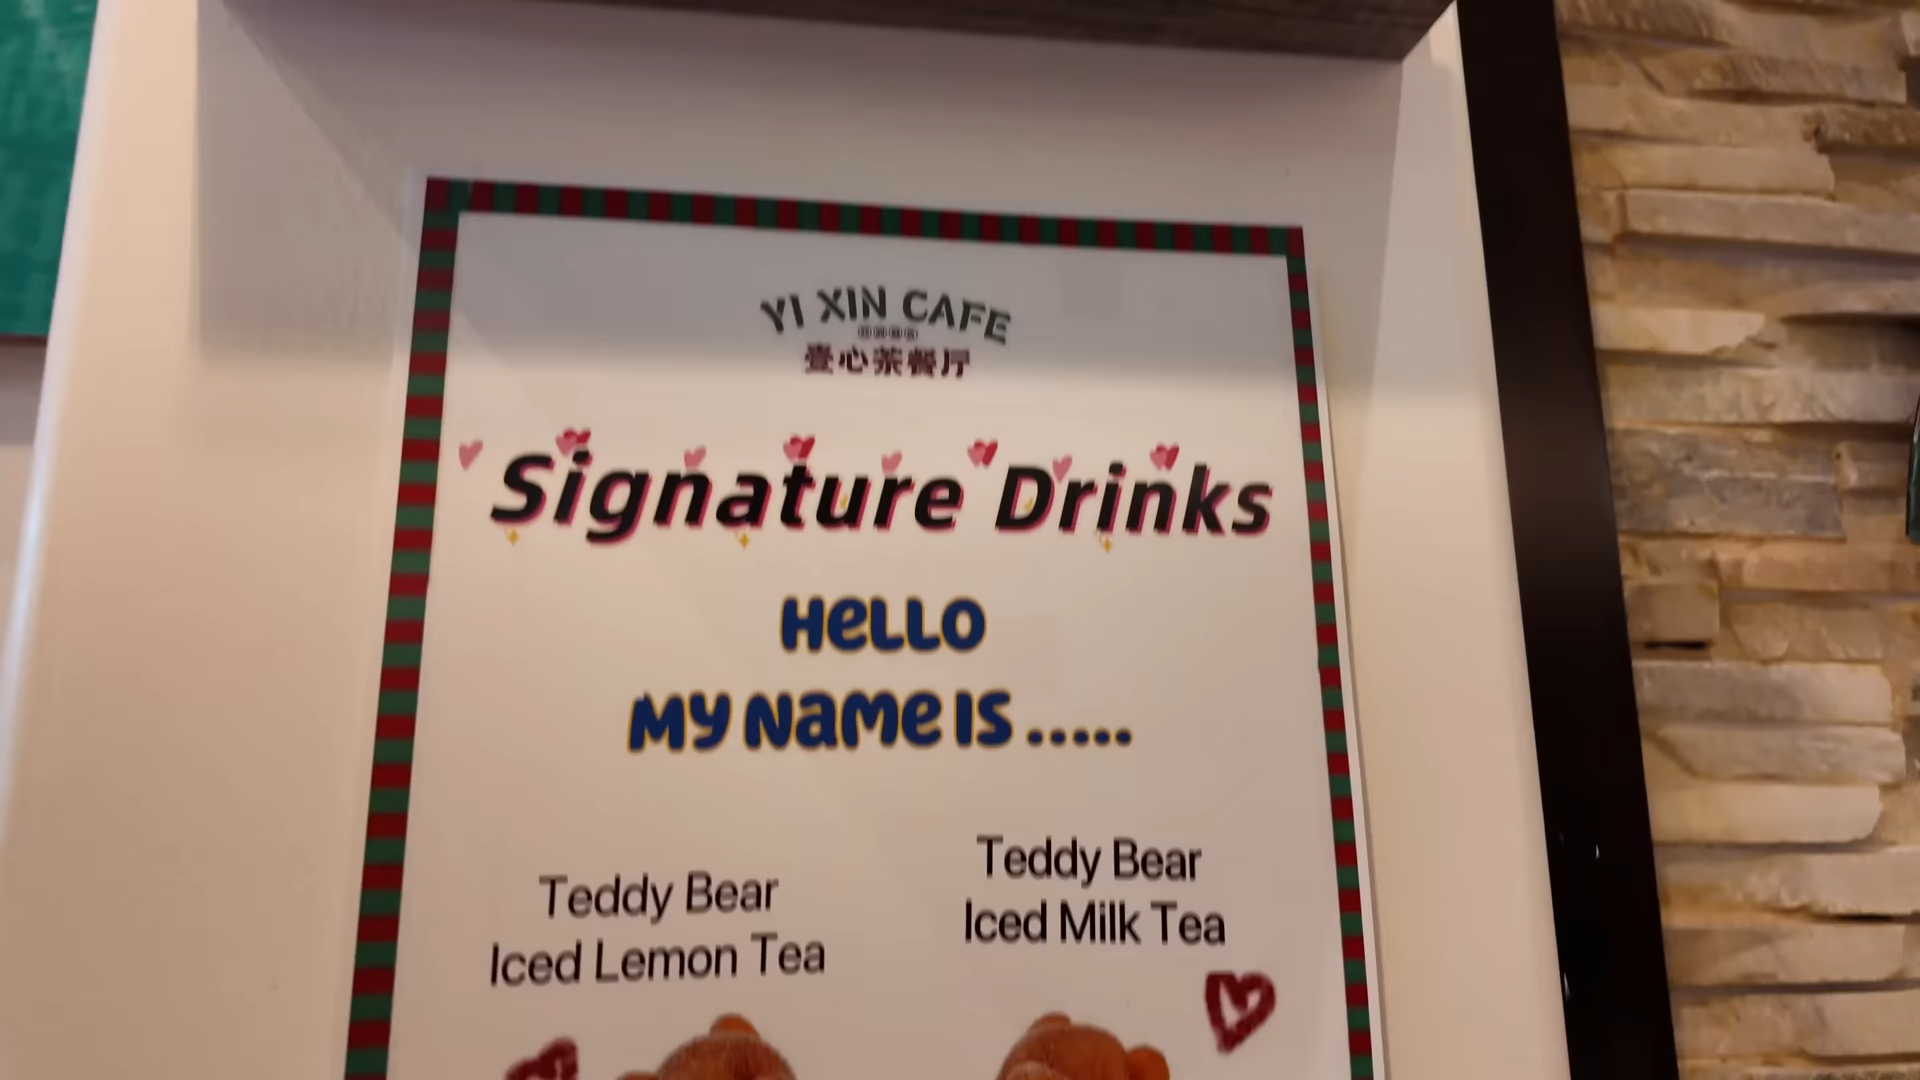 YI XIN CAFE
壹心茶餐厅
Signature Drinks
HELLO
MY NAME IS .....
Teddy Bear
Iced Lemon Tea
Teddy Bear
Iced Milk Tea